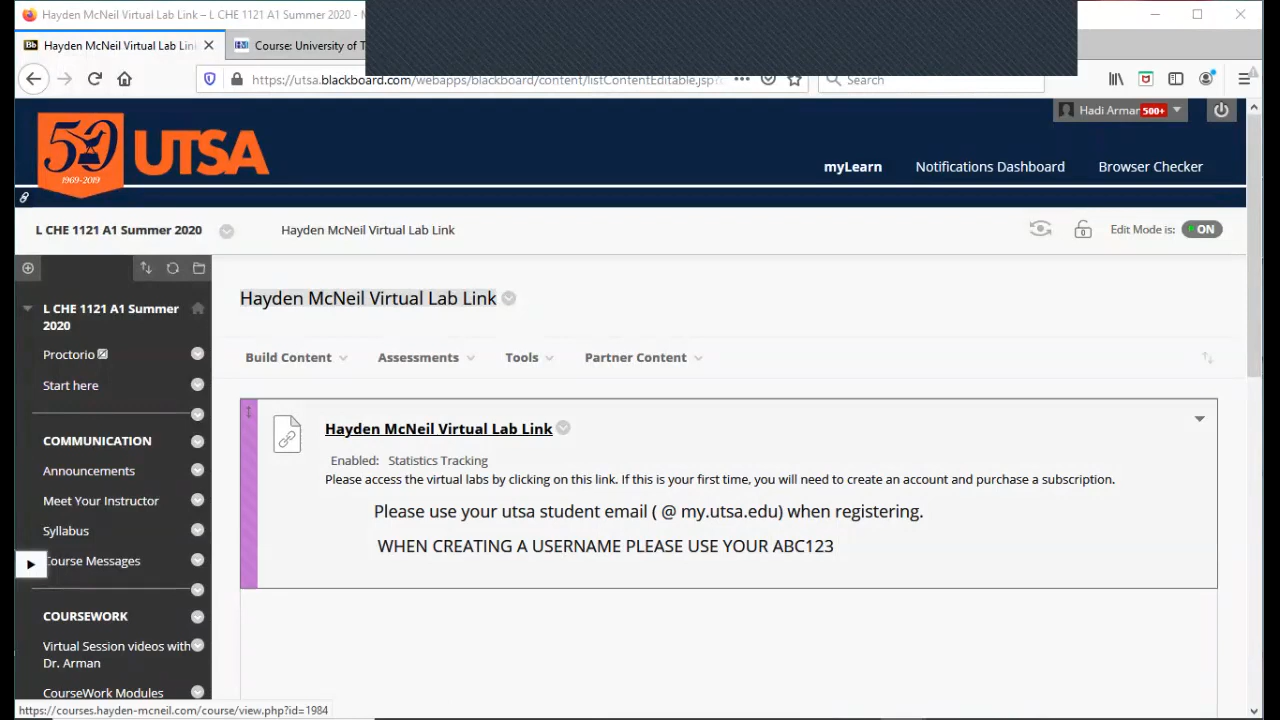 Hayden McNeil Virtual Lab Link – L CHE 1121 A1 Summer 2020 -
Hayden McNeil Virtual Lab Lin
Course: University of T
https://utsa.blackboard.com/webapps/blackboard/content/listContentEditable.jsp?
Search
Hadi Armar 500+
50 UTSA
1969-2019
myLearn Notifications Dashboard Browser Checker
L CHE 1121 A1 Summer 2020 Hayden McNeil Virtual Lab Link Edit Mode is: ON
Hayden McNeil Virtual Lab Link
Build Content Assessments Tools Partner Content
L CHE 1121 A1 Summer
2020
Proctorio
Start here
COMMUNICATION
Announcements
Meet Your Instructor
Syllabus
Course Messages
COURSEWORK
Virtual Session videos with
Dr. Arman
CourseWork Modules
Hayden McNeil Virtual Lab Link
Enabled: Statistics Tracking
Please access the virtual labs by clicking on this link. If this is your first time, you will need to create an account and purchase a subscription.
Please use your utsa student email ( @ my.utsa.edu) when registering.
WHEN CREATING A USERNAME PLEASE USE YOUR ABC123
https://courses.hayden-mcneil.com/course/view.php?id=1984